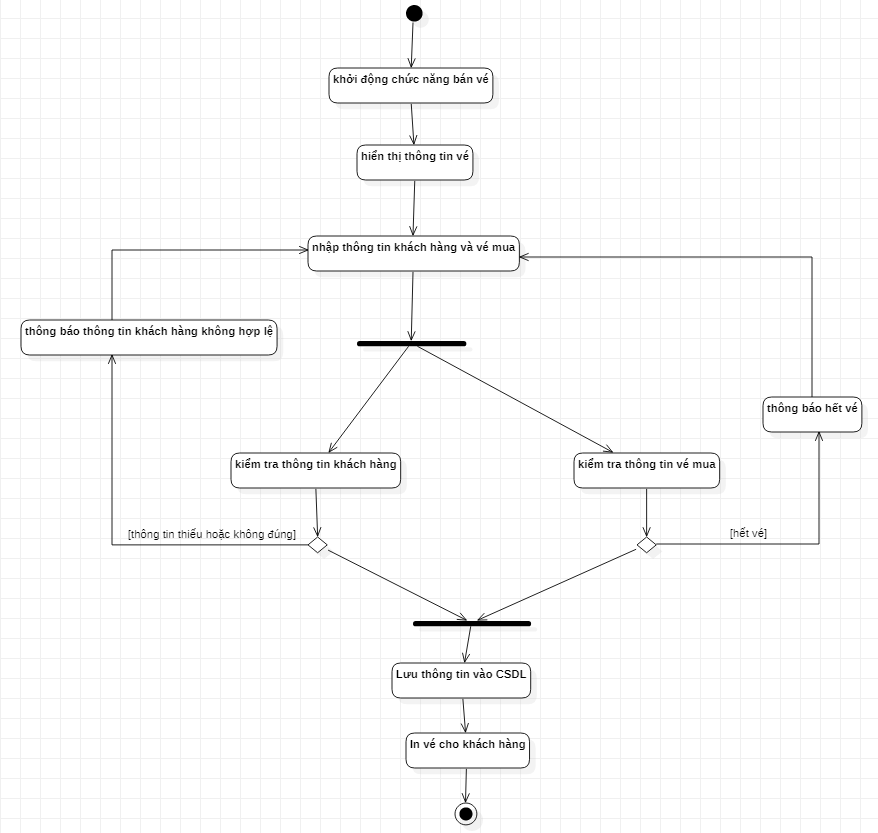 khởi động chức năng bán vé
hiển thị thông tin vé
nhập thông tin khách hàng và vé mua
thông báo thông tin khách hàng không hợp lệ
thông báo hết vé
kiểm tra thông tin khách hàng
kiểm tra thông tin vé mua
[thông tin thiếu hoặc không đúng]
[hết vé]
Lưu thông tin vào CSDL
In vé cho khách hàng